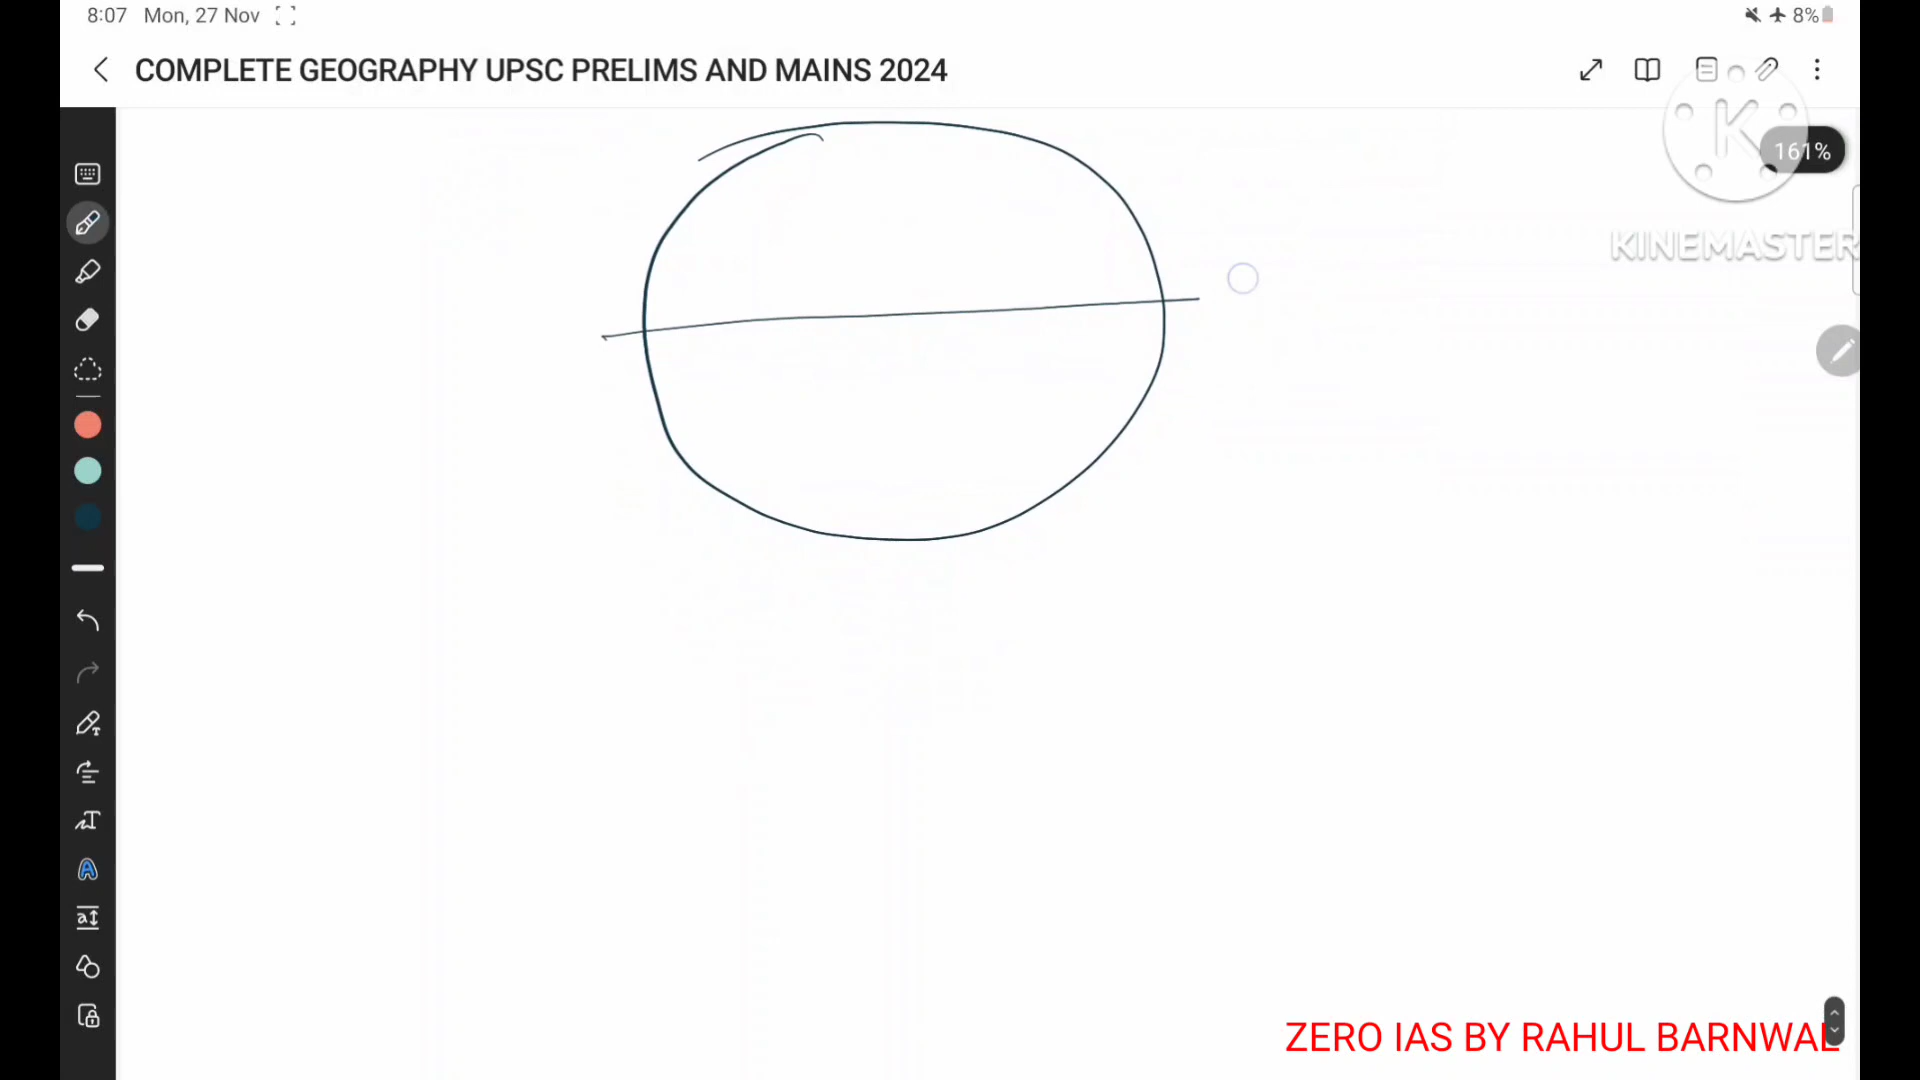 8:07 Mon, 27 Nov
8%
COMPLETE GEOGRAPHY UPSC PRELIMS AND MAINS 2024
K
161%
KINEMASTER
ZERO IAS BY RAHUL BARNWAL